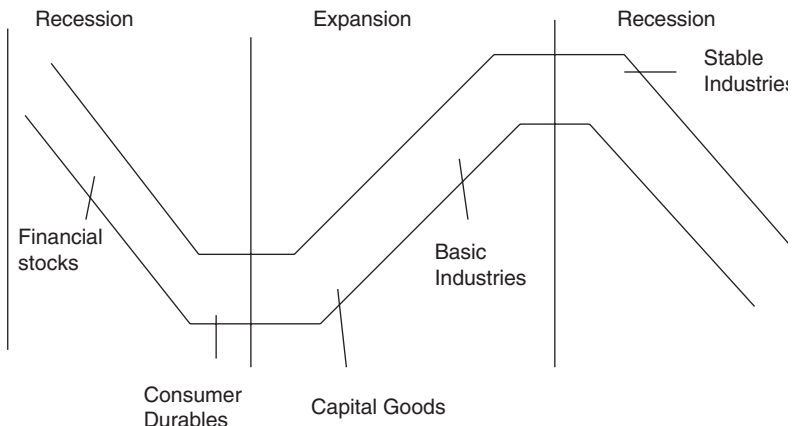 Recession
Expansion
Recession
Stable
Industries
Financial
stocks
Basic
Industries
Consumer
Durables
Capital Goods